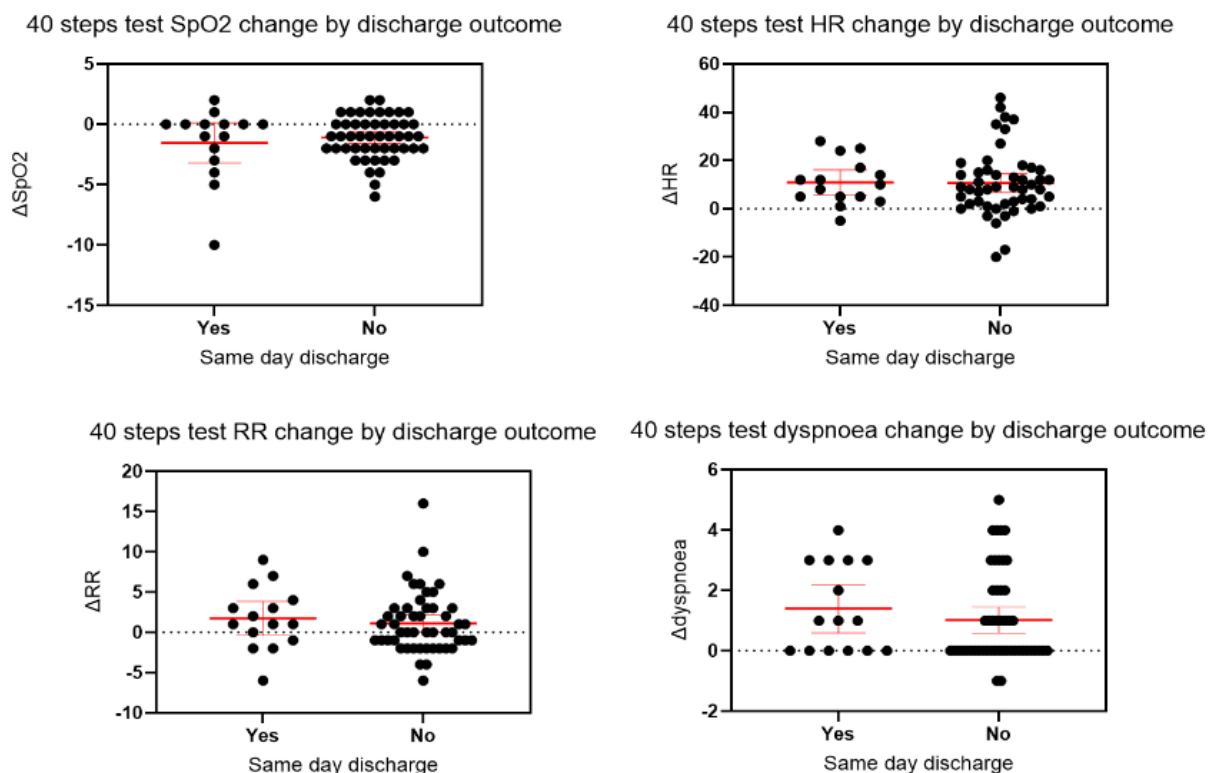 40 steps test SpO2 change by discharge outcome
5
0
-5
-10
-15
ΔSpO2
Yes No
Same day discharge
40 steps test HR change by discharge outcome
60
40
20
0
-20
-40
ΔHR
Yes No
Same day discharge
40 steps test RR change by discharge outcome
20
15
10
5
0
-5
-10
ΔRR
Yes No
Same day discharge
40 steps test dyspnoea change by discharge outcome
6
4
2
0
-2
Δdyspnoea
Yes No
Same day discharge